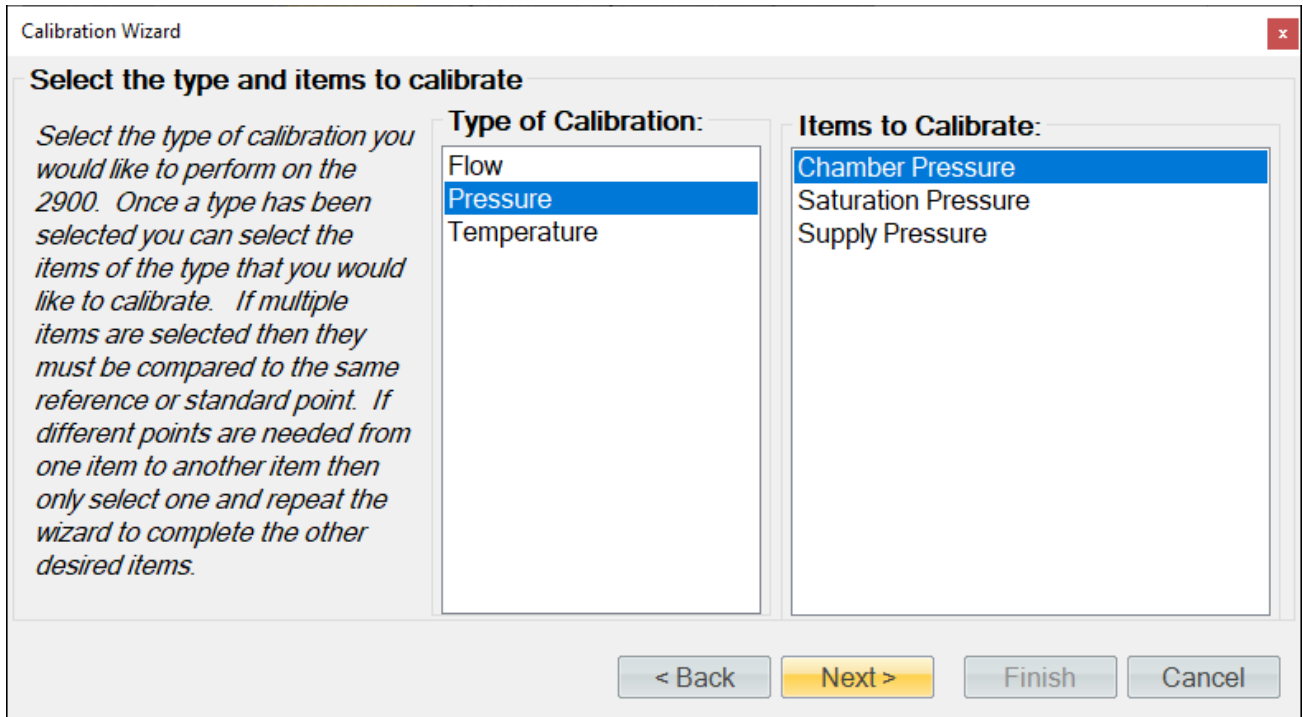 Calibration Wizard
x
Select the type and items to calibrate
Select the type of calibration you
would like to perform on the
2900.  Once a type has been
selected you can select the
items of the type that you would
like to calibrate.   If multiple
items are selected then they
must be compared to the same
reference or standard point.  If
different points are needed from
one item to another item then
only select one and repeat the
wizard to complete the other
desired items.
Type of Calibration:
Flow
Pressure
Temperature
Items to Calibrate:
Chamber Pressure
Saturation Pressure
Supply Pressure
< Back
Next >
Finish
Cancel